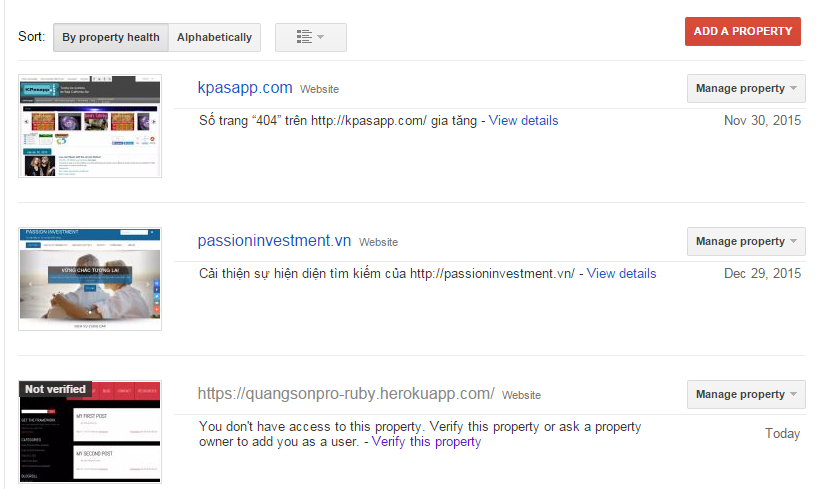 Sort: By property health Alphabetically ADD A PROPERTY
kpasapp.com Website Manage property
Số trang “404” trên http://kpasapp.com/ gia tăng - View details Nov 30, 2015
PASSION INVESTMENT
VỮNG CHẮC TƯƠNG LAI
passioninvestment.vn Website Manage property
Cải thiện sự hiện diện tìm kiếm của http://passioninvestment.vn/ - View details Dec 29, 2015
Not verified
MY FIRST POST
MY SECOND POST
https://quangsonpro-ruby.herokuapp.com/ Website Manage property
You don't have access to this property. Verify this property or ask a property
owner to add you as a user. - Verify this property Today